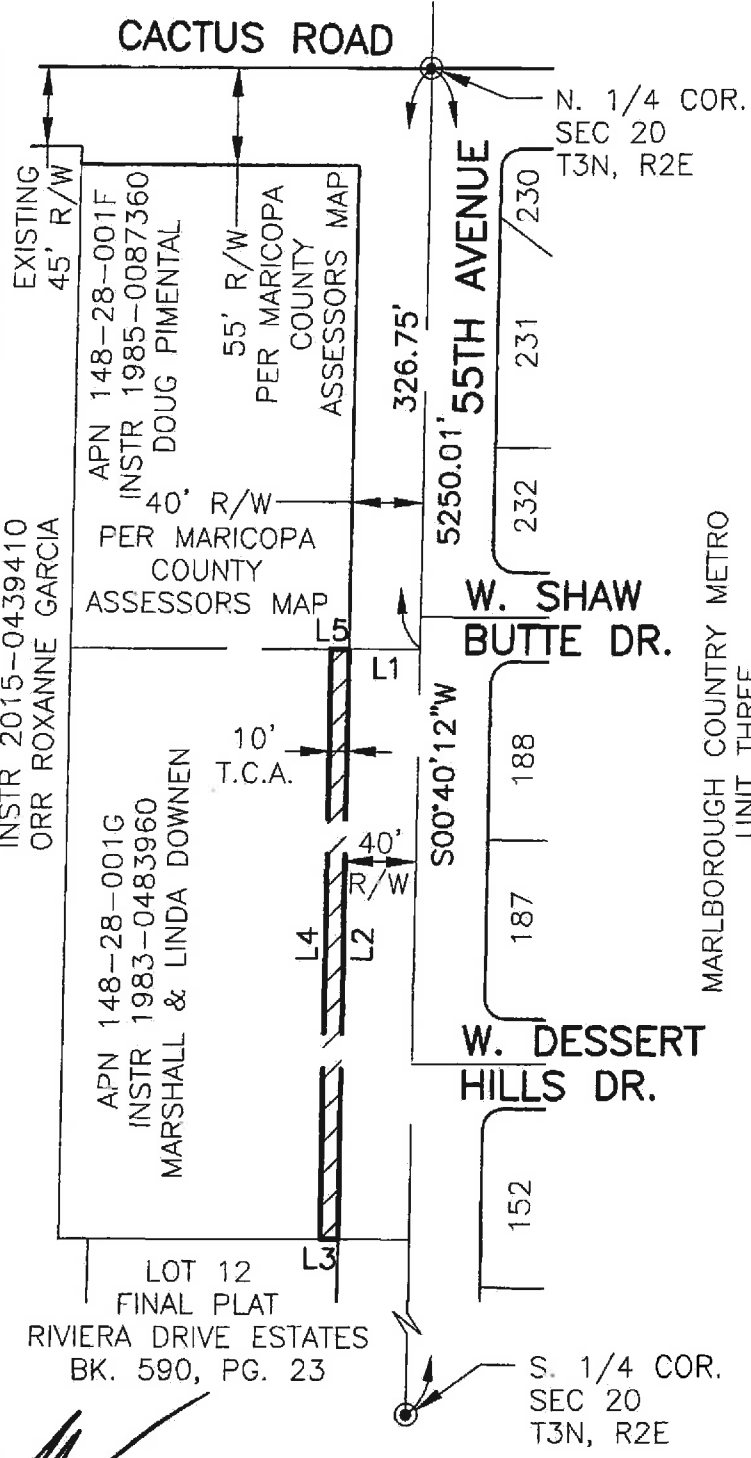 CACTUS ROAD
N. 1/4 COR.
SEC 20
T3N, R2E
EXISTING
45' R/W
APN 148-28-001F
INSTR 1985-0087360
DOUG PIMENTAL
55' R/W
PER MARICOPA
COUNTY
ASSESSORS MAP
326.75'
5250.01'
55TH AVENUE
230
231
232
40' R/W
PER MARICOPA
COUNTY
ASSESSORS MAP
INSTR 2015-0439410
ORR ROXANNE GARCIA
W. SHAW
BUTTE DR.
L5
L1
10'
T.C.A.
S00°40'12"W
188
MARLBOROUGH COUNTRY METRO
UNIT THREE
APN 148-28-001G
INSTR 1983-0483960
MARSHALL & LINDA DOWNEN
40'
R/W
L4
L2
187
W. DESSERT
HILLS DR.
152
L3
LOT 12
FINAL PLAT
RIVIERA DRIVE ESTATES
BK. 590, PG. 23
S. 1/4 COR.
SEC 20
T3N, R2E